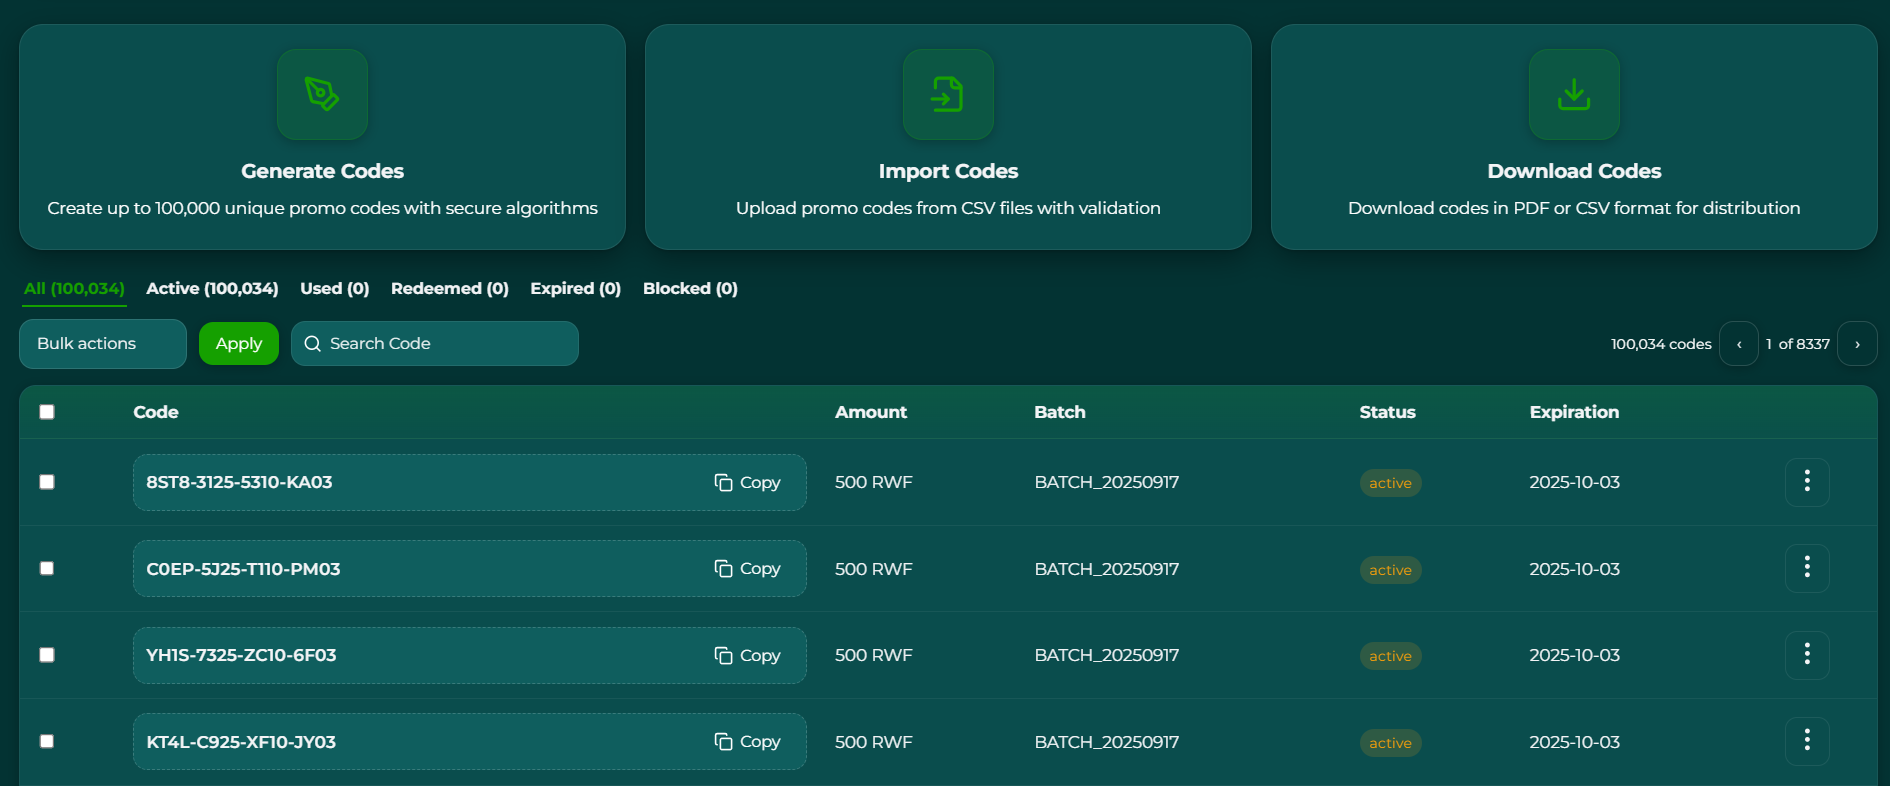 Generate Codes
Create up to 100,000 unique promo codes with secure algorithms
Import Codes
Upload promo codes from CSV files with validation
Download Codes
Download codes in PDF or CSV format for distribution
All (100,034) Active (100,034) Used (0) Redeemed (0) Expired (0) Blocked (0)
Bulk actions Apply Search Code 100,034 codes ‹ 1 of 8337 ›
Code Amount Batch Status Expiration
8ST8-3125-5310-KA03 Copy 500 RWF BATCH_20250917 active 2025-10-03
C0EP-5J25-T110-PM03 Copy 500 RWF BATCH_20250917 active 2025-10-03
YH1S-7325-ZC10-6F03 Copy 500 RWF BATCH_20250917 active 2025-10-03
KT4L-C925-XF10-JY03 Copy 500 RWF BATCH_20250917 active 2025-10-03